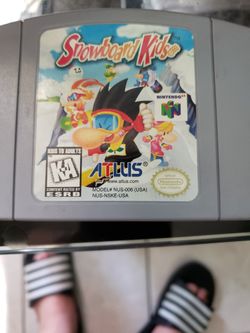 Snowboard Kids
NINTENDO
KIDS TO ADULTS
K-A
CONTENT RATED BY
ESRB
ATLUS
www.atlus.com
MODEL# NUS-006 (USA)
NUS-NSKE-USA
Nintendo